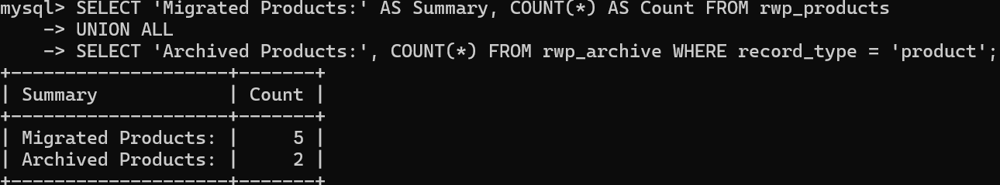 mysql> SELECT 'Migrated Products:' AS Summary, COUNT(*) AS Count FROM rwp_products
    -> UNION ALL
    -> SELECT 'Archived Products:', COUNT(*) FROM rwp_archive WHERE record_type = 'product';
+--------------------+-------+
| Summary            | Count |
+--------------------+-------+
| Migrated Products: |     5 |
| Archived Products: |     2 |
+--------------------+-------+